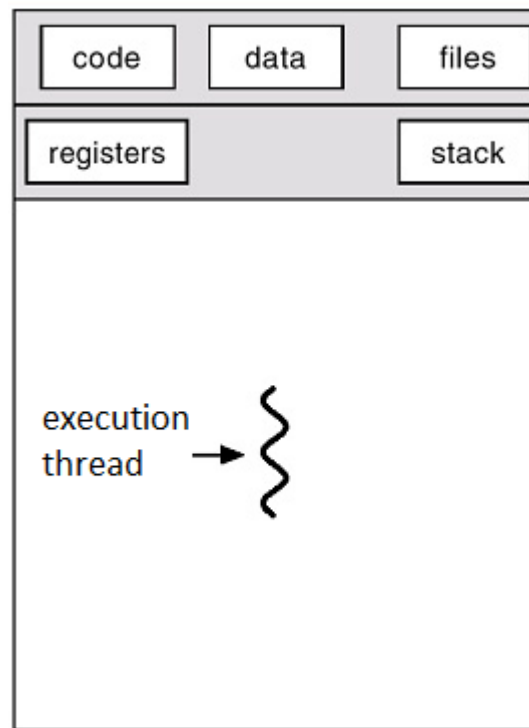 code data files
registers stack
execution
thread